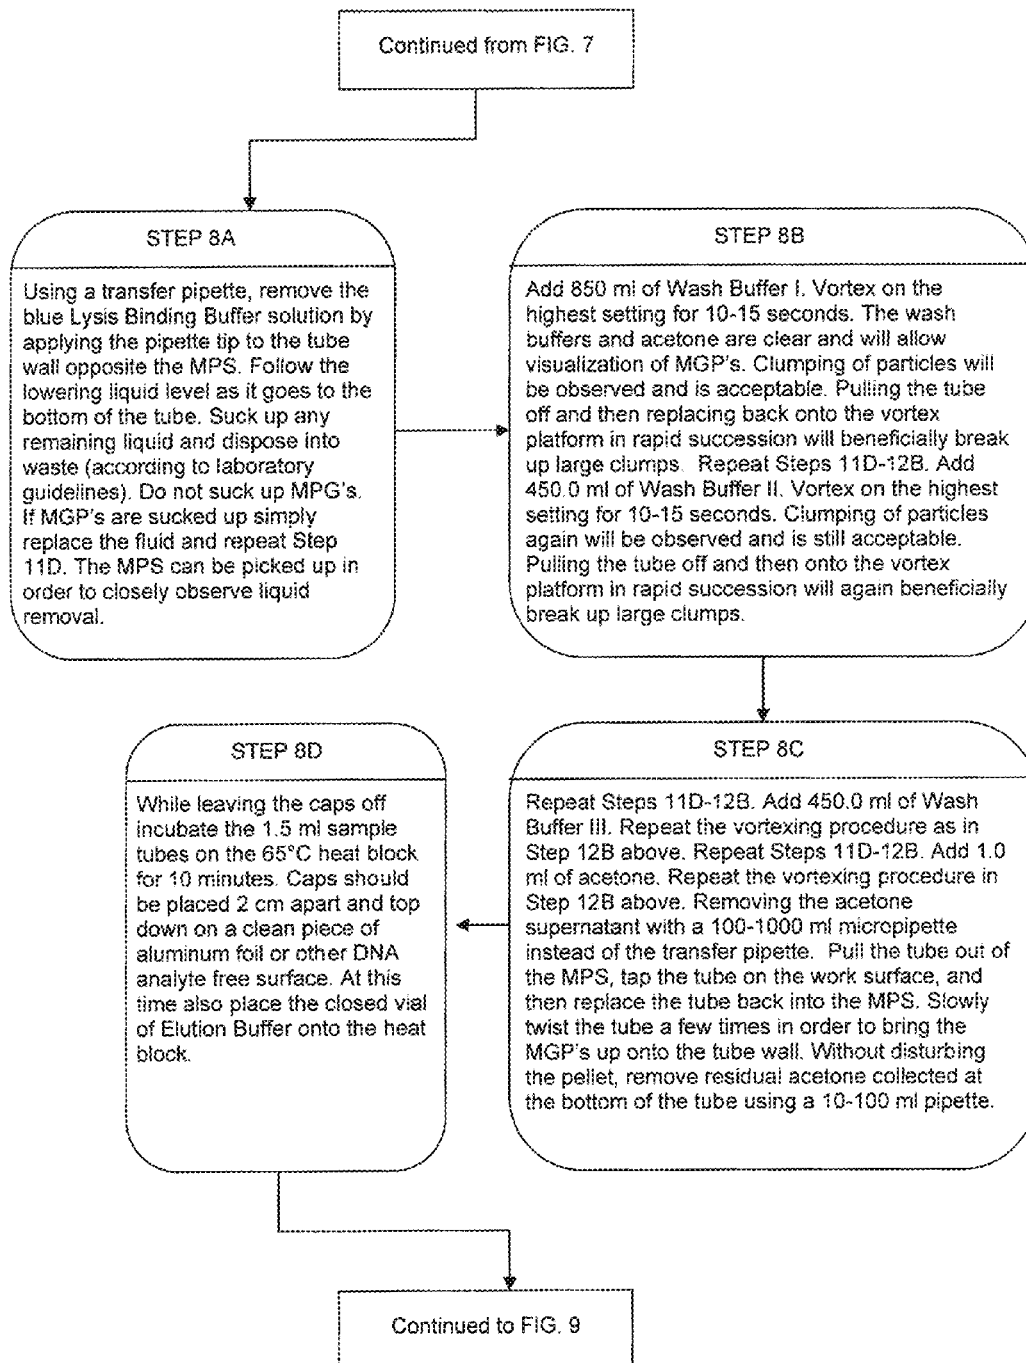 Continued from FIG. 7
STEP 8A
Using a transfer pipette, remove the
blue Lysis Binding Buffer solution by
applying the pipette tip to the tube
wall opposite the MPS. Follow the
lowering liquid level as it goes to the
bottom of the tube. Suck up any
remaining liquid and dispose into
waste (according to laboratory
guidelines). Do not suck up MPG's.
If MGP's are sucked up simply
replace the fluid and repeat Step
11D. The MPS can be picked up in
order to closely observe liquid
removal.
STEP 8B
Add 850 ml of Wash Buffer I. Vortex on the
highest setting for 10-15 seconds. The wash
buffers and acetone are clear and will allow
visualization of MGP's. Clumping of particles will
be observed and is acceptable. Pulling the tube
off and then replacing back onto the vortex
platform in rapid succession will beneficially break
up large clumps. Repeat Steps 11D-12B. Add
450.0 ml of Wash Buffer II. Vortex on the highest
setting for 10-15 seconds. Clumping of particles
again will be observed and is still acceptable.
Pulling the tube off and then onto the vortex
platform in rapid succession will again beneficially
break up large clumps.
STEP 8C
Repeat Steps 11D-12B. Add 450.0 ml of Wash
Buffer III. Repeat the vortexing procedure as in
Step 12B above. Repeat Steps 11D-12B. Add 1.0
ml of acetone. Repeat the vortexing procedure in
Step 12B above. Removing the acetone
supernatant with a 100-1000 ml micropipette
instead of the transfer pipette. Pull the tube out of
the MPS, tap the tube on the work surface, and
then replace the tube back into the MPS. Slowly
twist the tube a few times in order to bring the
MGP's up onto the tube wall. Without disturbing
the pellet, remove residual acetone collected at
the bottom of the tube using a 10-100 ml pipette.
STEP 8D
While leaving the caps off
incubate the 1.5 ml sample
tubes on the 65°C heat block
for 10 minutes. Caps should
be placed 2 cm apart and top
down on a clean piece of
aluminum foil or other DNA
analyte free surface. At this
time also place the closed vial
of Elution Buffer onto the heat
block.
Continued to FIG. 9